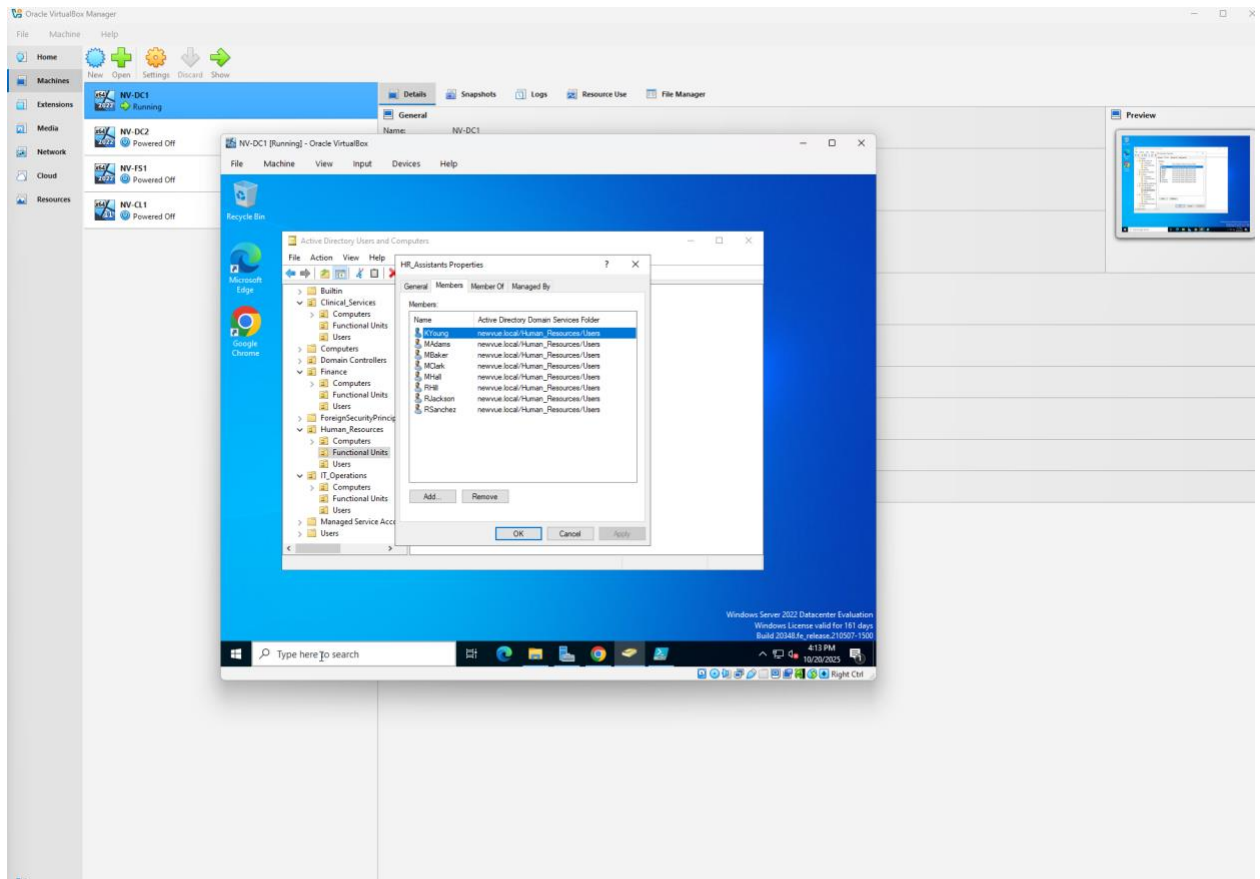 Oracle VirtualBox Manager
File Machine Help
Home
Machines
Extensions
Media
Network
Cloud
Resources
New Open Settings Discard Show
NV-DC1
Running
NV-DC2
Powered Off
NV-FS1
Powered Off
NV-CL1
Powered Off
Details Snapshots Logs Resource Use File Manager
General
Name: NV-DC1
Preview
NV-DC1 [Running] - Oracle VirtualBox
File Machine View Input Devices Help
Recycle Bin
Microsoft
Edge
Google
Chrome
Active Directory Users and Computers
File Action View Help
Builtin
Clinical_Services
Computers
Functional Units
Users
Computers
Domain Controllers
Finance
Computers
Functional Units
Users
ForeignSecurityPrincip
Human_Resources
Computers
Functional Units
Users
IT_Operations
Computers
Functional Units
Users
Managed Service Acco
Users
HR_Assistants Properties ? X
General Members Member Of Managed By
Members:
Name Active Directory Domain Services Folder
KYoung newvue.local/Human_Resources/Users
MAdams newvue.local/Human_Resources/Users
MBaker newvue.local/Human_Resources/Users
MClark newvue.local/Human_Resources/Users
MHall newvue.local/Human_Resources/Users
RHill newvue.local/Human_Resources/Users
RJackson newvue.local/Human_Resources/Users
RSanchez newvue.local/Human_Resources/Users
Add... Remove
OK Cancel Apply
Windows Server 2022 Datacenter Evaluation
Windows License valid for 161 days
Build 20348.fe_release.210507-1500
Type here to search
4:13 PM
10/20/2025
Right Ctrl